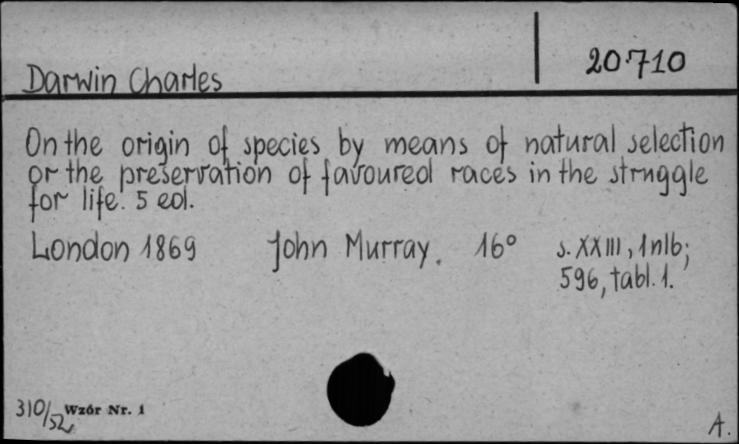 Darwin Charles
20.710
On the origin of species by means of natural selection
or the preservation of favoured races in the struggle
for life. 5 ed.
London 1869 John Murray. 16° s. XXIII, 1nlb;
596, tabl. 1.
310/52 Wzór Nr. 1
A.